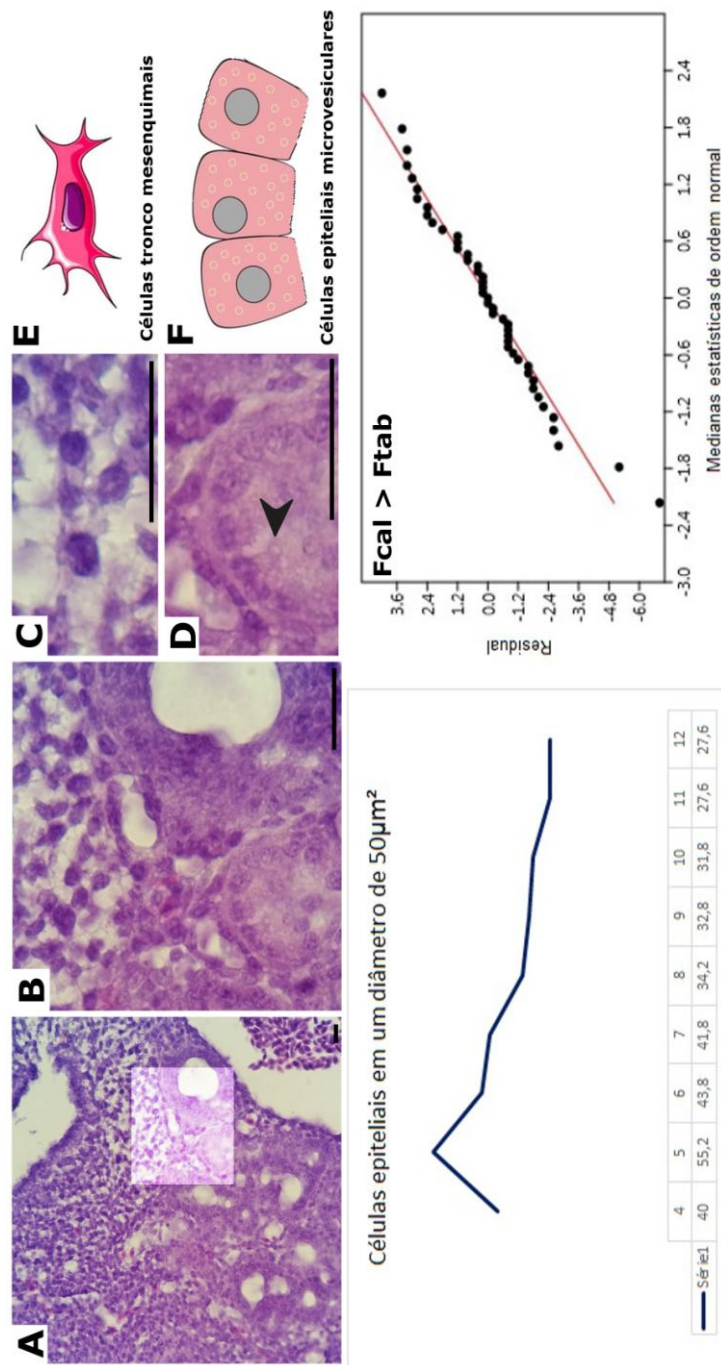 A
B
C
D
E
células tronco mesenquimais
F
células epiteliais microvesiculares
Células epiteliais em um diâmetro de 50µm²
4 5 6 7 8 9 10 11 12
Série1 40 55,2 43,8 41,8 34,2 32,8 31,8 27,6 27,6
Fcal > Ftab
Residual
3.6
2.4
1.2
0.0
-1.2
-2.4
-3.6
-4.8
-6.0
-3.0 -2.4 -1.8 -1.2 -0.6 0.0 0.6 1.2 1.8 2.4
Medianas estatísticas de ordem normal